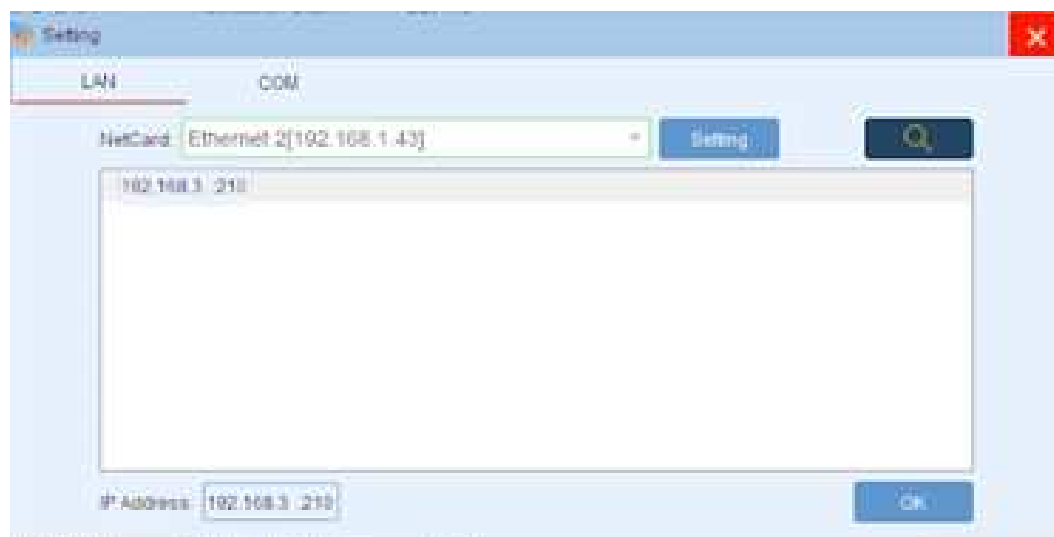 Setting
LAN COM
NetCard Ethernet 2[192.168.1.43] Setting
192.168.3 .210
IP Address 192.168.3 .210 OK